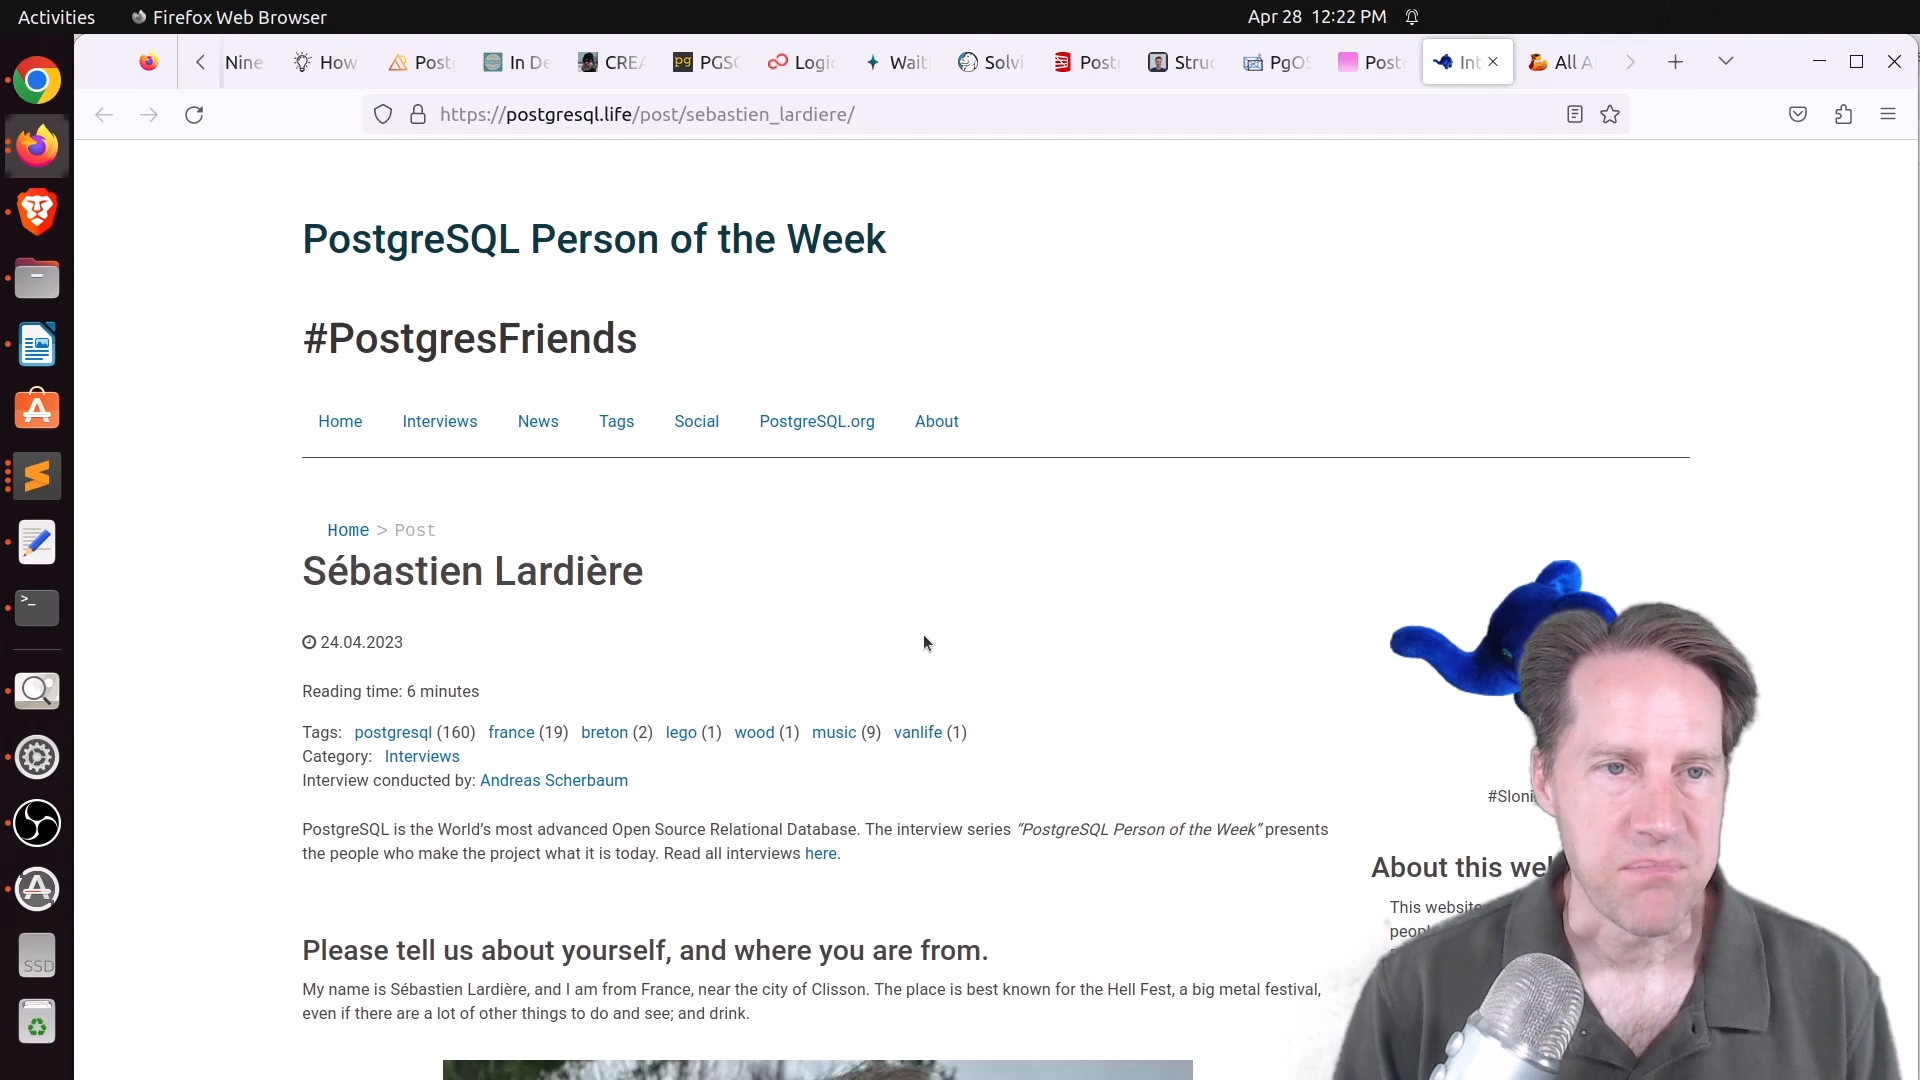 Activities
Firefox Web Browser
Apr 28 12:22 PM
Nine
How
Post
In De
CREA
PGSC
Logic
Wait
Solvi
Post
Struc
PgOS
Post
Int
All A
https://postgresql.life/post/sebastien_lardiere/
PostgreSQL Person of the Week
#PostgresFriends
Home Interviews News Tags Social PostgreSQL.org About
Home > Post
Sébastien Lardière
24.04.2023
Reading time: 6 minutes
Tags: postgresql (160) france (19) breton (2) lego (1) wood (1) music (9) vanlife (1)
Category: Interviews
Interview conducted by: Andreas Scherbaum
PostgreSQL is the World's most advanced Open Source Relational Database. The interview series “PostgreSQL Person of the Week” presents
the people who make the project what it is today. Read all interviews here.
Please tell us about yourself, and where you are from.
My name is Sébastien Lardière, and I am from France, near the city of Clisson. The place is best known for the Hell Fest, a big metal festival,
even if there are a lot of other things to do and see; and drink.
#Sloni
About this we
This website
peopl
SSD